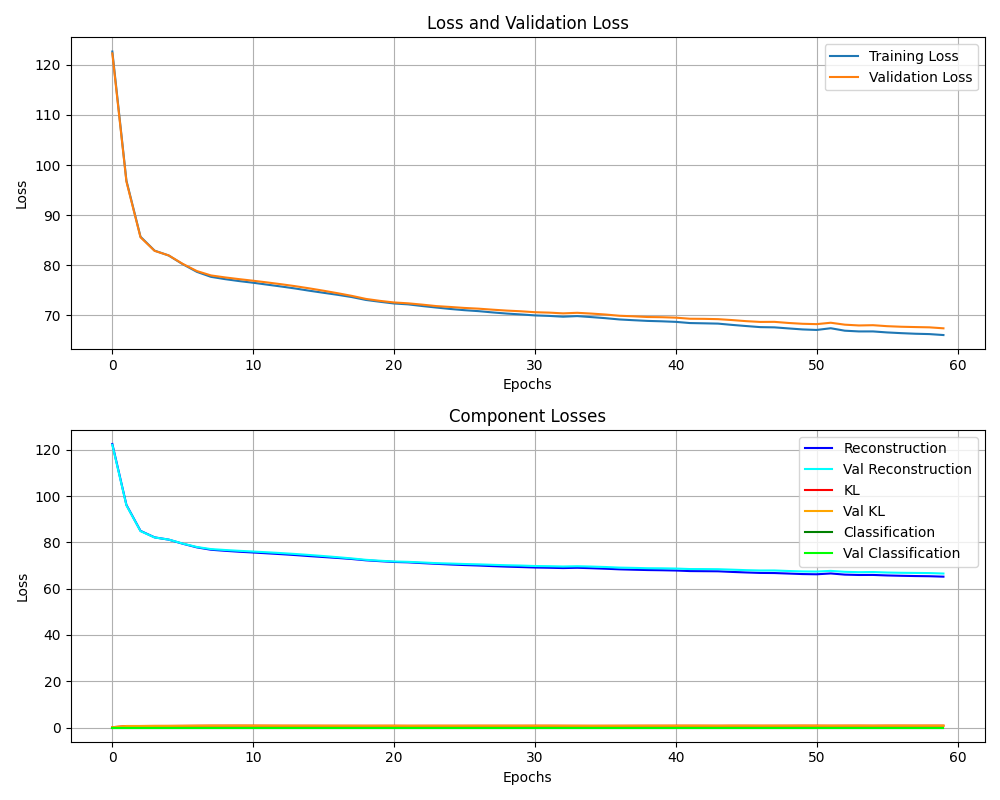 Loss and Validation Loss
120
110
100
90
80
70
Loss
0
10
20
30
40
50
60
Epochs
Training Loss
Validation Loss
Component Losses
120
100
80
60
40
20
0
Loss
0
10
20
30
40
50
60
Epochs
Reconstruction
Val Reconstruction
KL
Val KL
Classification
Val Classification